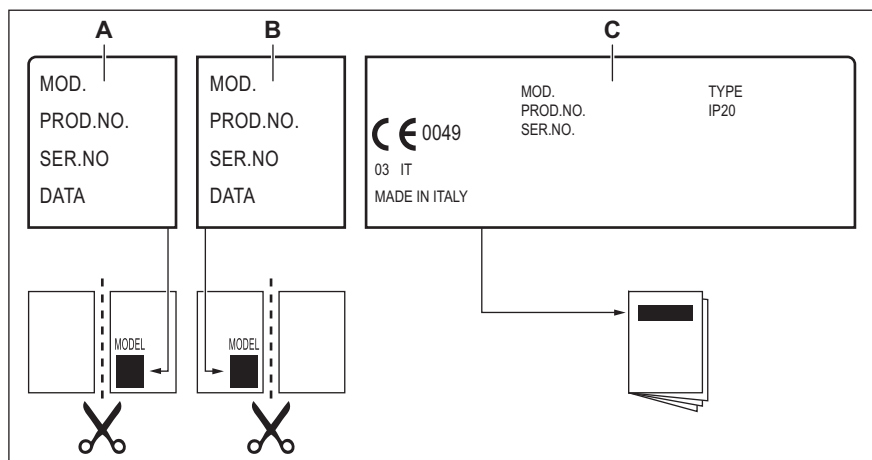 A
B
C
MOD.
PROD.NO.
SER.NO
DATA
MOD.
PROD.NO.
SER.NO
DATA
MOD.
PROD.NO.
SER.NO.
TYPE
IP20
CE 0049
03 IT
MADE IN ITALY
MODEL
MODEL